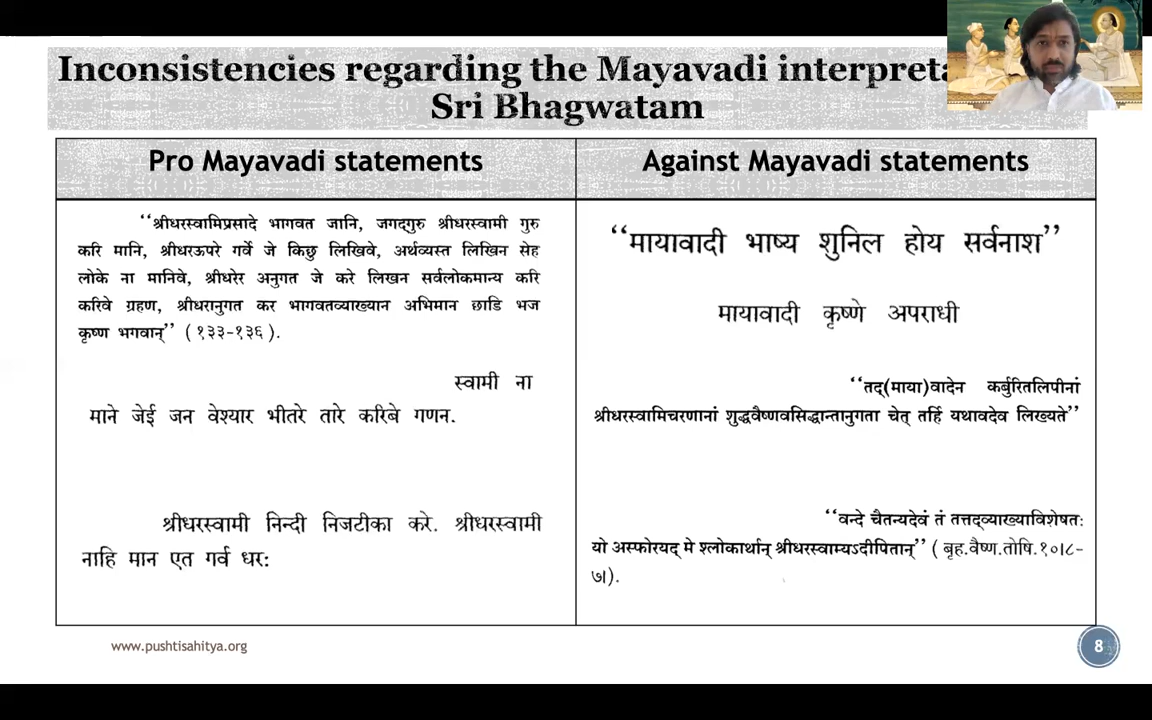 Inconsistencies regarding the Mayavadi
Sri Bhagwatam
Pro Mayavadi statements
‘‘श्रीधरस्वामिप्रसादे भागवत जानि, जगद्गुरु श्रीधरस्वामी गुरु
करि मानि, श्रीधरऊपरे गर्वे जे किछु लिखिवे, अर्थव्यस्त लिखिन सेह
लोके ना मानिवे, श्रीधरेर अनुगत जे करे लिखन सर्वलोकमान्य करि
करिवे ग्रहण, श्रीधरानुगत कर भागवतव्याख्यान अभिमान छाडि भज
कृष्ण भगवान्’’ (१३३-१३६).
स्वामी ना
माने जेई जन वेश्यार भीतरे तारे करिबे गणन.
श्रीधरस्वामी निन्दी निजटीका करे. श्रीधरस्वामी
नाहि मान एत गर्व धर:
Against Mayavadi statements
‘‘मायावादी भाष्य शुनिल होय सर्वनाश’’
मायावादी कृष्णे अपराधी
‘‘तद्(माया)वादेन कर्बुरितलिपीनां
श्रीधरस्वामिचरणानां शुद्धवैष्णवसिद्धान्तानुगता चेत् तर्हि यथावदेव लिख्यते’’
‘‘वन्दे चैतन्यदेवं तं तत्तद्व्याख्याविशेषतः
यो अस्फोरयद् मे श्लोकार्थान् श्रीधरस्वाम्यऽदीपितान्’’ (बृह.वैष्ण.तोषि.१०।८-
७।).
www.pushtisahitya.org
8